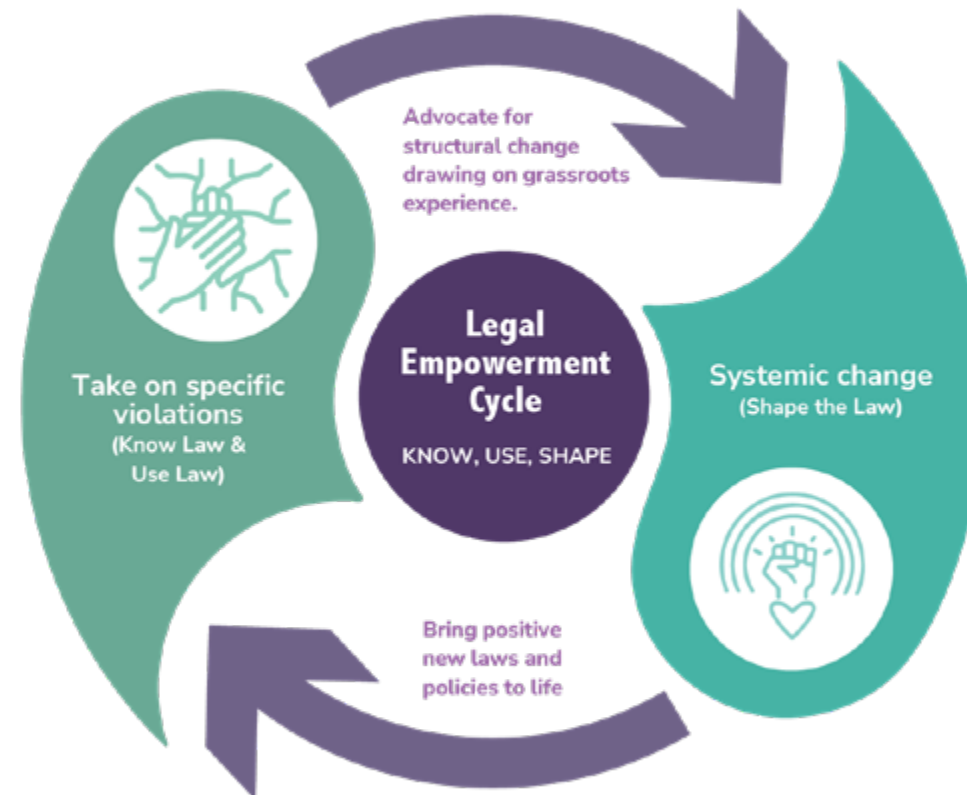 Advocate for
structural change
drawing on grassroots
experience.
Legal
Empowerment
Cycle
KNOW, USE, SHAPE
Take on specific
violations
(Know Law &
Use Law)
Systemic change
(Shape the Law)
Bring positive
new laws and
policies to life